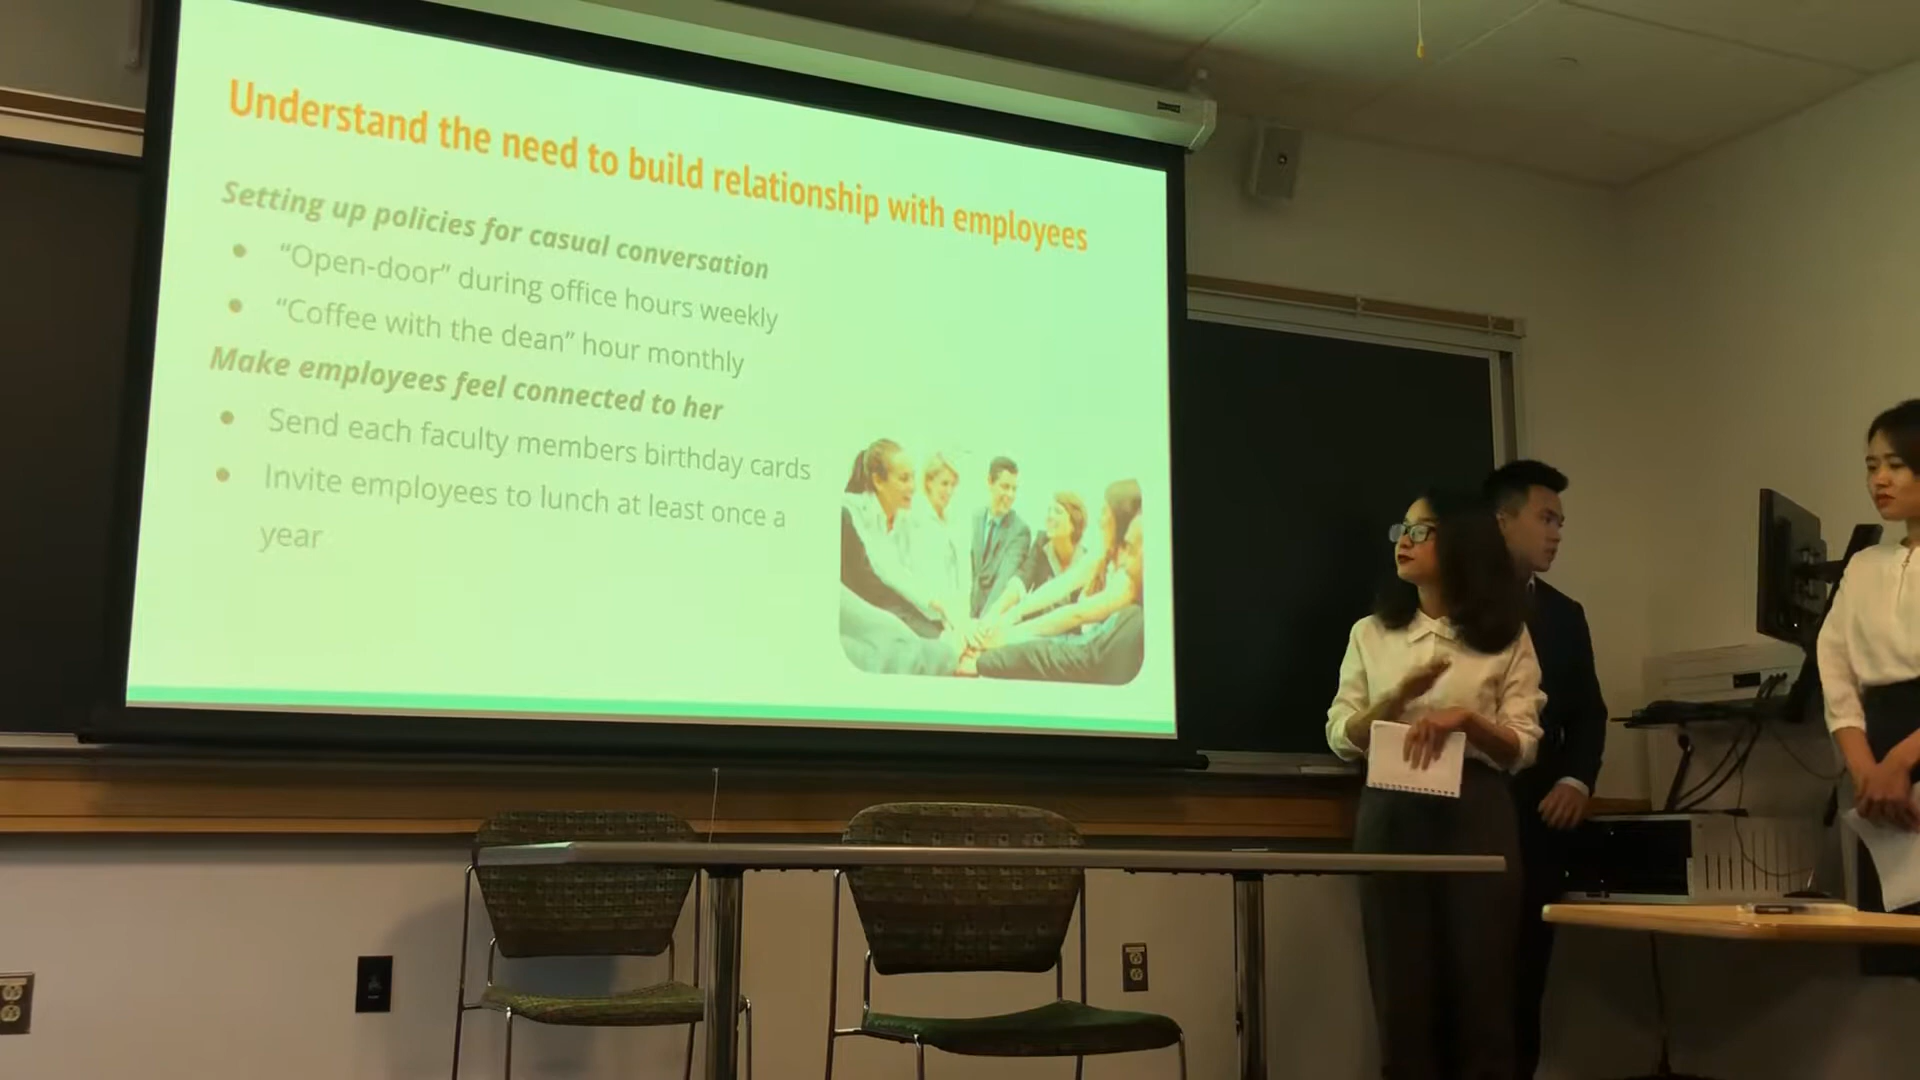 Understand the need to build relationship with employees
Setting up policies for casual conversation
● “Open-door” during office hours weekly
● “Coffee with the dean” hour monthly
Make employees feel connected to her
● Send each faculty members birthday cards
● Invite employees to lunch at least once a
year